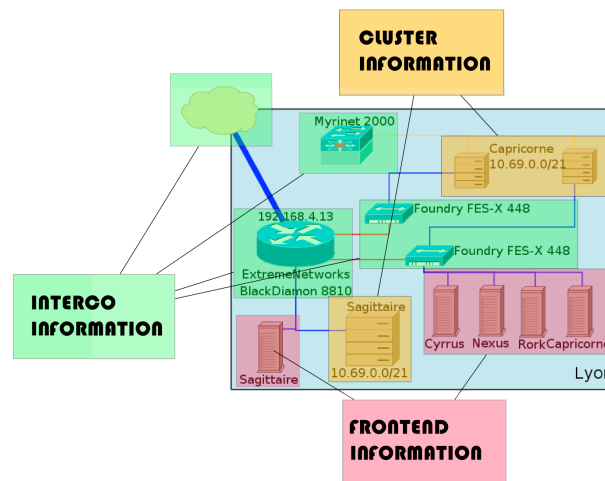 CLUSTER
INFORMATION
Myrinet 2000
Capricorne
10.69.0.0/21
192.168.4.13
Foundry FES-X 448
Foundry FES-X 448
ExtremeNetworks
BlackDiamon 8810
INTERCO
INFORMATION
Sagittaire
10.69.0.0/21
Sagittaire
Cyrrus Nexus Rork Capricorne
Lyon
FRONTEND
INFORMATION